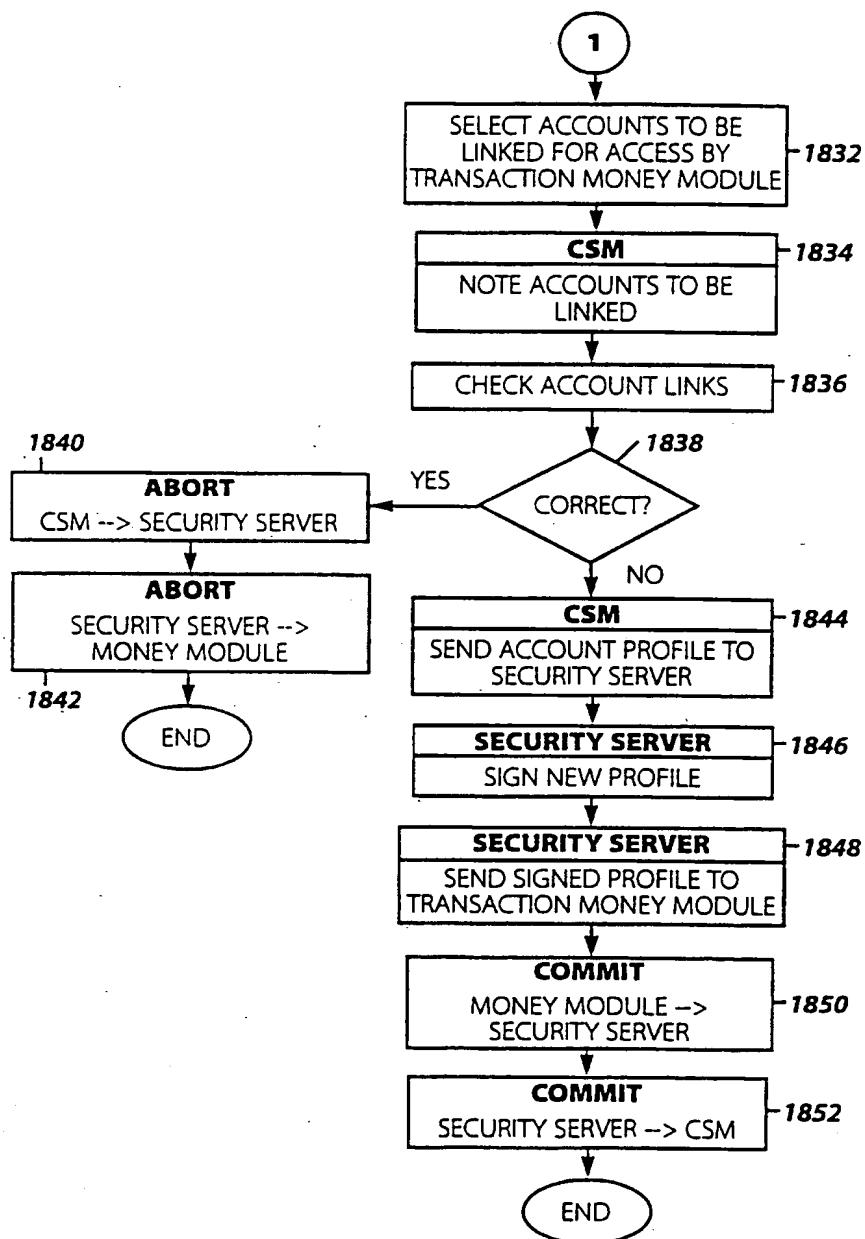 1
SELECT ACCOUNTS TO BE
LINKED FOR ACCESS BY
TRANSACTION MONEY MODULE
1832
CSM
1834
NOTE ACCOUNTS TO BE
LINKED
CHECK ACCOUNT LINKS
1836
1838
CORRECT?
YES
NO
1840
ABORT
CSM --> SECURITY SERVER
ABORT
SECURITY SERVER -->
MONEY MODULE
1842
END
CSM
1844
SEND ACCOUNT PROFILE TO
SECURITY SERVER
SECURITY SERVER
1846
SIGN NEW PROFILE
SECURITY SERVER
1848
SEND SIGNED PROFILE TO
TRANSACTION MONEY MODULE
COMMIT
MONEY MODULE -->
SECURITY SERVER
1850
COMMIT
SECURITY SERVER --> CSM
1852
END